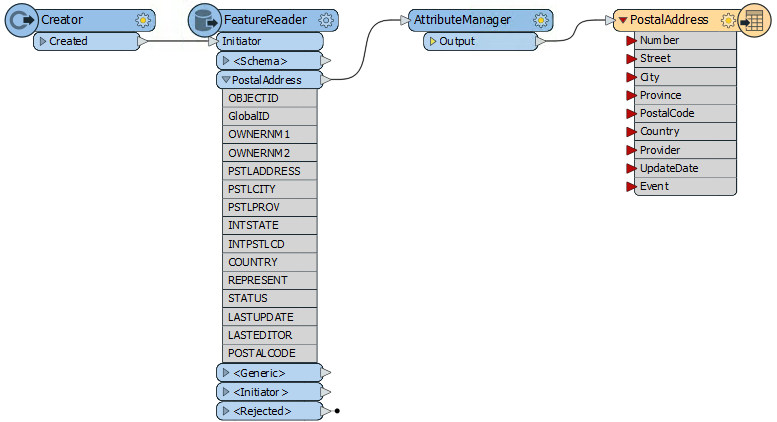 Creator
Created
FeatureReader
Initiator
<Schema>
PostalAddress
OBJECTID
GlobalID
OWNERNM1
OWNERNM2
PSTLADDRESS
PSTLCITY
PSTLPROV
INTSTATE
INTPSTLCD
COUNTRY
REPRESENT
STATUS
LASTUPDATE
LASTEDITOR
POSTALCODE
<Generic>
<Initiator>
<Rejected>
AttributeManager
Output
PostalAddress
Number
Street
City
Province
PostalCode
Country
Provider
UpdateDate
Event